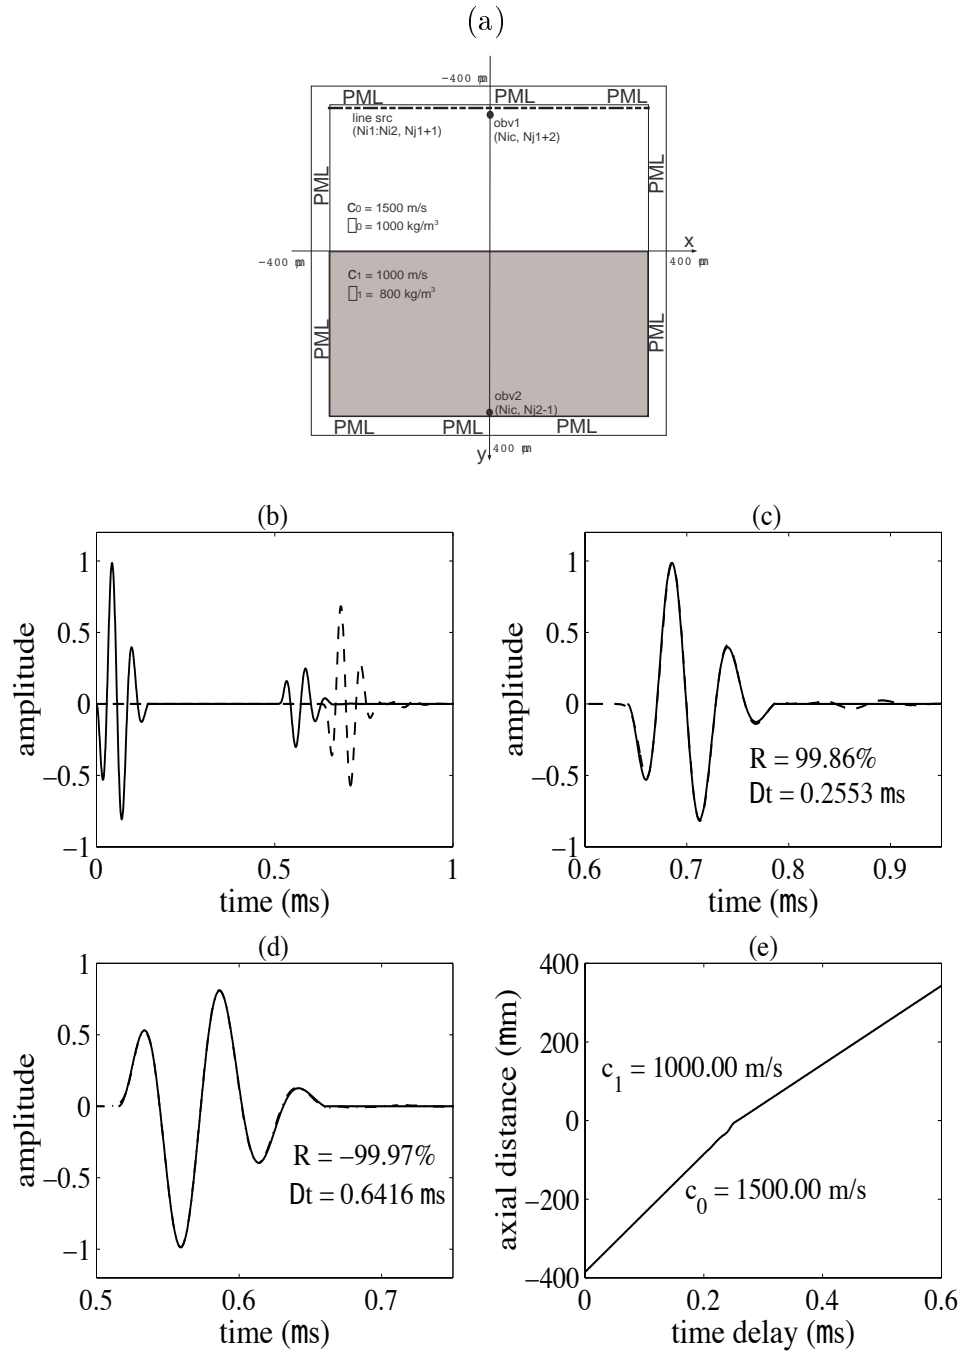 (a)
−400 μm
PML PML PML
line src
(Ni1:Ni2, Nj1+1)
obv1
(Nic, Nj1+2)
PML PML
C0 = 1500 m/s
□0 = 1000 kg/m3
x
−400 μm 400 μm
C1 = 1000 m/s
□1 = 800 kg/m3
PML PML
obv2
(Nic, Nj2-1)
PML PML PML
y 400 μm
(b)
1
0.5
0
−0.5
−1
amplitude
0 0.5 1
time (ms)
(c)
1
0.5
0
−0.5
−1
amplitude
R = 99.86%
Dt = 0.2553 ms
0.6 0.7 0.8 0.9
time (ms)
(d)
1
0.5
0
−0.5
−1
amplitude
R = −99.97%
Dt = 0.6416 ms
0.5 0.6 0.7
time (ms)
(e)
400
200
0
−200
−400
axial distance (mm)
c1 = 1000.00 m/s
c0 = 1500.00 m/s
0 0.2 0.4 0.6
time delay (ms)